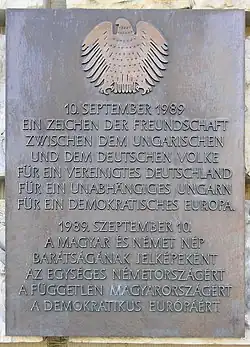 10. SEPTEMBER 1989
EIN ZEICHEN DER FREUNDSCHAFT
ZWISCHEN DEM UNGARISCHEN
UND DEM DEUTSCHEN VOLKE
FÜR EIN VEREINIGTES DEUTSCHLAND
FÜR EIN UNABHÄNGIGES UNGARN
FÜR EIN DEMOKRATISCHES EUROPA.
1989. SZEPTEMBER 10.
A MAGYAR ÉS NÉMET NÉP
BARÁTSÁGÁNAK JELKÉPEKÉNT
AZ EGYSÉGES NÉMETORSZÁGÉRT
A FÜGGETLEN MAGYARORSZÁGÉRT
A DEMOKRATIKUS EURÓPÁÉRT